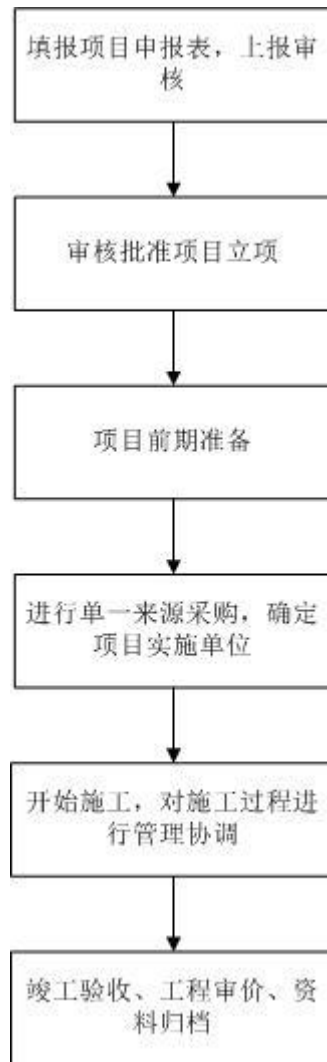 填报项目申报表，上报审
核
审核批准项目立项
项目前期准备
进行单一来源采购，确定
项目实施单位
开始施工，对施工过程进
行管理协调
竣工验收、工程审价、资
料归档